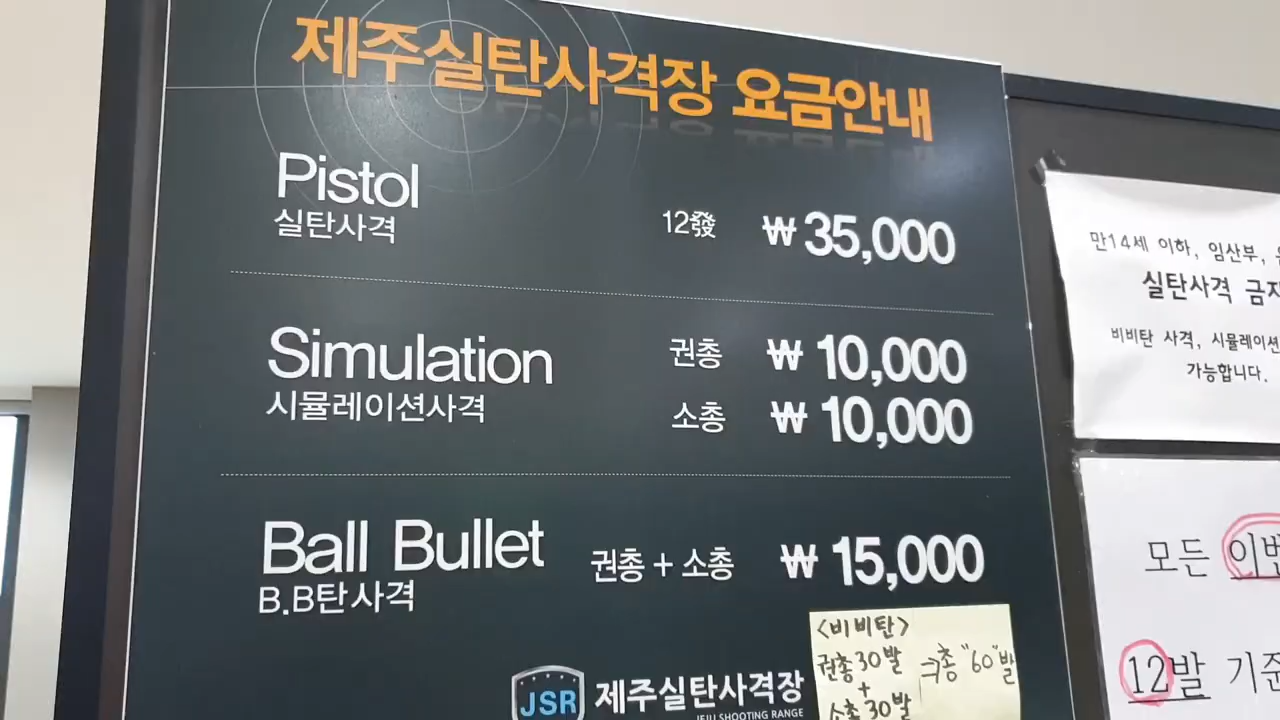 제주실탄사격장 요금안내
Pistol
실탄사격
12發 ₩ 35,000
Simulation
시뮬레이션사격
권총 ₩ 10,000
소총 ₩ 10,000
Ball Bullet
B.B탄사격
권총 + 소총 ₩ 15,000
JSR 제주실탄사격장
JEJU SHOOTING RANGE
<비비탄>
권총 30발
+
소총 30발
⇒총 "60"발
만14세 이하, 임산부,
실탄사격
비비탄 사격, 시뮬레이션
가능합니다.
모든
12발